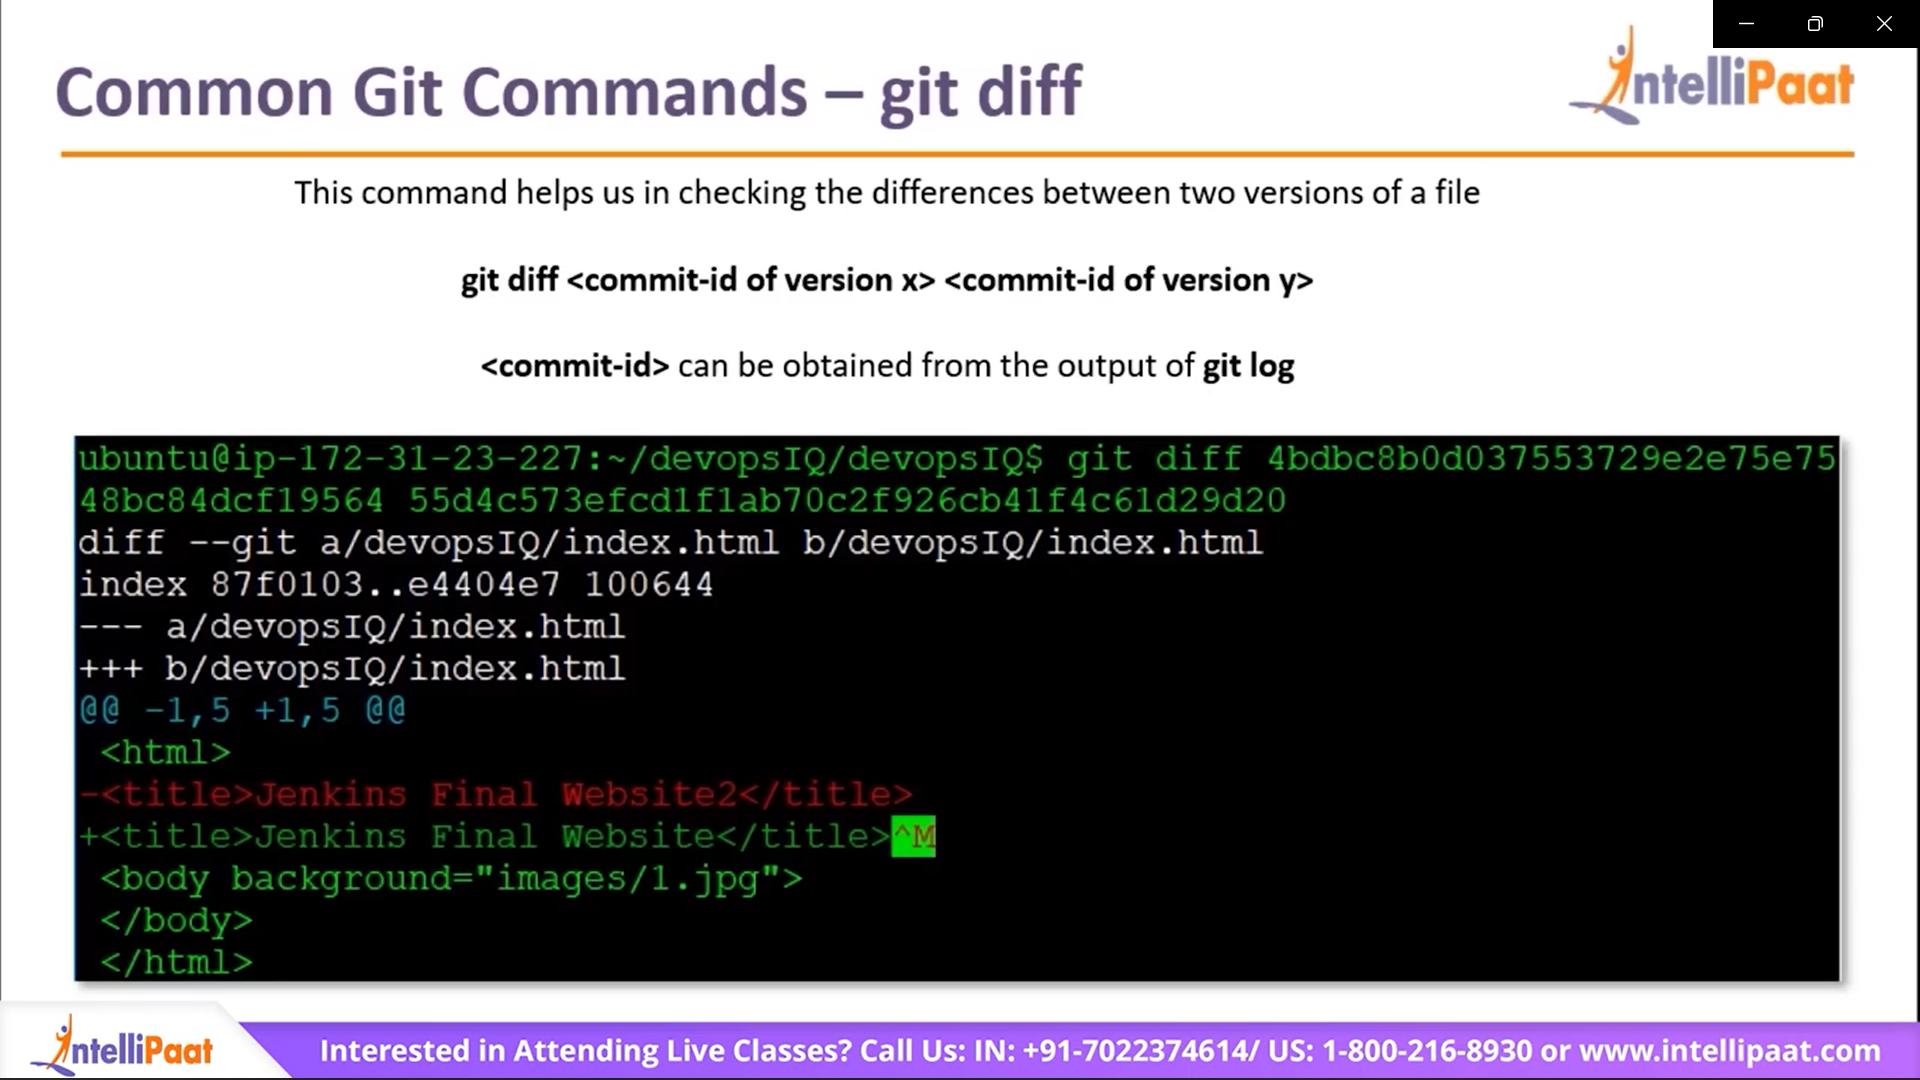 Common Git Commands – git diff
IntelliPaat
This command helps us in checking the differences between two versions of a file
git diff <commit-id of version x> <commit-id of version y>
<commit-id> can be obtained from the output of git log
ubuntu@ip-172-31-23-227:~/devopsIQ/devopsIQ$ git diff 4bdbc8b0d037553729e2e75e75
48bc84dcf19564 55d4c573efcd1f1ab70c2f926cb41f4c61d29d20
diff --git a/devopsIQ/index.html b/devopsIQ/index.html
index 87f0103..e4404e7 100644
--- a/devopsIQ/index.html
+++ b/devopsIQ/index.html
@@ -1,5 +1,5 @@
 <html>
-<title>Jenkins Final Website2</title>
+<title>Jenkins Final Website</title>^M
 <body background="images/1.jpg">
 </body>
 </html>
IntelliPaat
Interested in Attending Live Classes? Call Us: IN: +91-7022374614/ US: 1-800-216-8930 or www.intellipaat.com